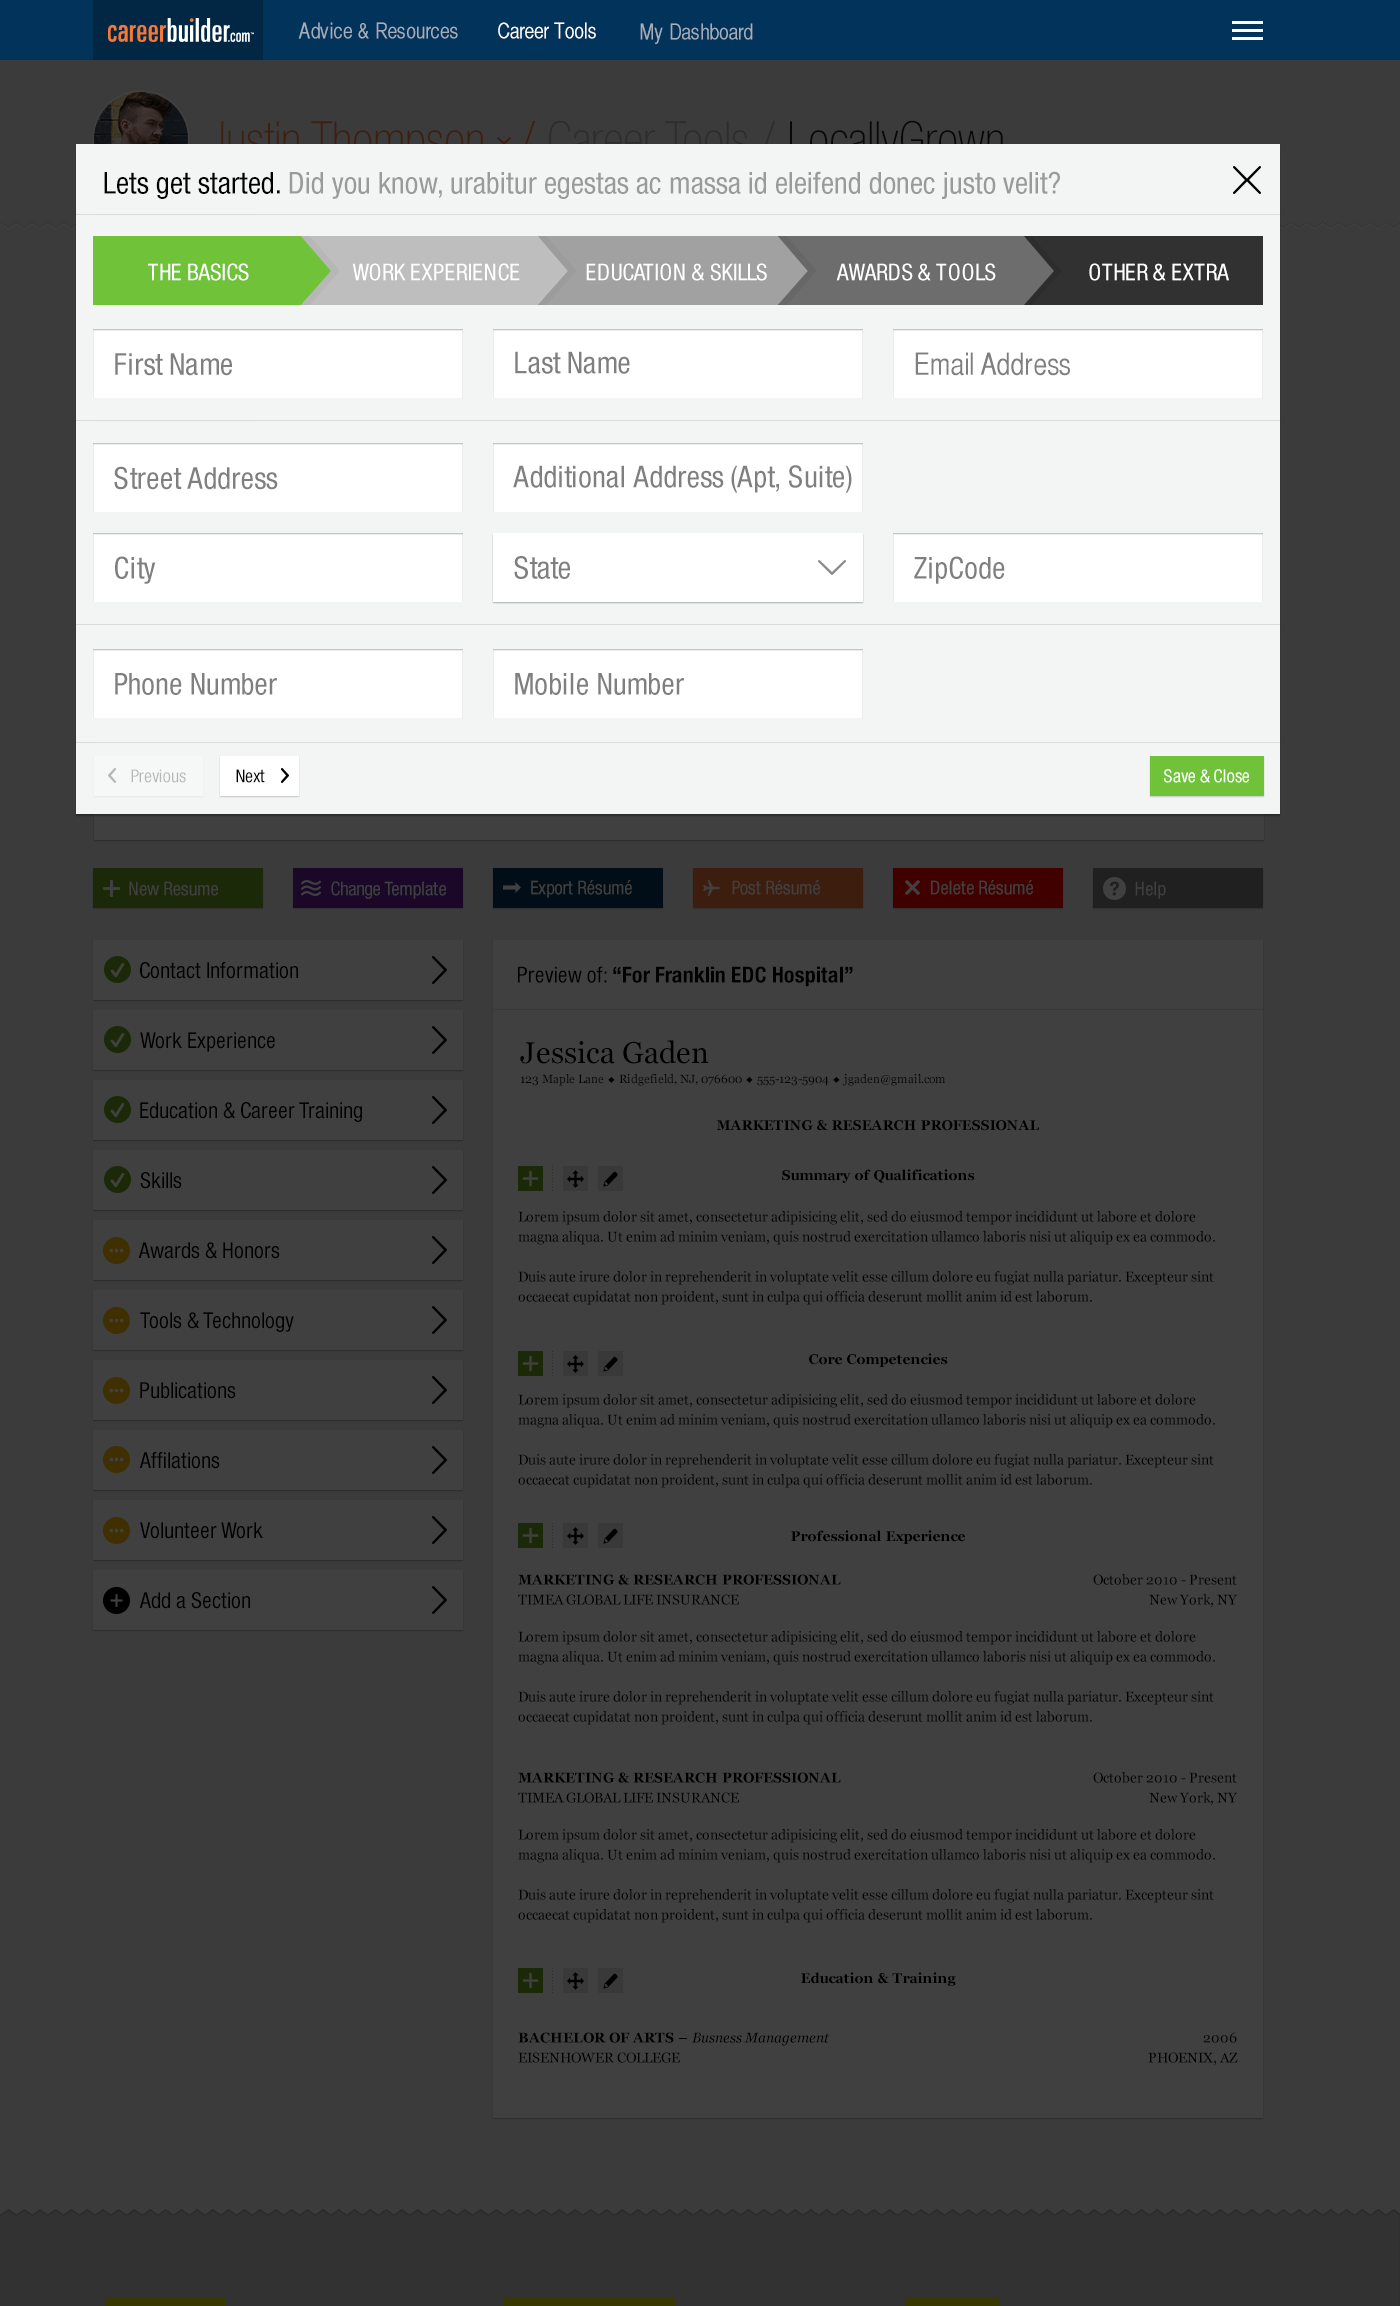 careerbuilder.com™
Advice & Resources
Career Tools
My Dashboard
Justin Thompson / Career Tools / LocallyGrown
Lets get started. Did you know, urabitur egestas ac massa id eleifend donec justo velit?
THE BASICS
WORK EXPERIENCE
EDUCATION & SKILLS
AWARDS & TOOLS
OTHER & EXTRA
First Name
Last Name
Email Address
Street Address
Additional Address (Apt, Suite)
City
State
ZipCode
Phone Number
Mobile Number
Previous
Next
Save & Close
New Resume
Change Template
Export Résumé
Post Résumé
Delete Résumé
Help
Contact Information
Work Experience
Education & Career Training
Skills
Awards & Honors
Tools & Technology
Publications
Affilations
Volunteer Work
Add a Section
Preview of: “For Franklin EDC Hospital”
Jessica Gaden
123 Maple Lane ◆ Ridgefield, NJ, 076600 ◆ 555-123-5904 ◆ jgaden@gmail.com
MARKETING & RESEARCH PROFESSIONAL
Summary of Qualifications
Lorem ipsum dolor sit amet, consectetur adipisicing elit, sed do eiusmod tempor incididunt ut labore et dolore
magna aliqua. Ut enim ad minim veniam, quis nostrud exercitation ullamco laboris nisi ut aliquip ex ea commodo.
Duis aute irure dolor in reprehenderit in voluptate velit esse cillum dolore eu fugiat nulla pariatur. Excepteur sint
occaecat cupidatat non proident, sunt in culpa qui officia deserunt mollit anim id est laborum.
Core Competencies
Lorem ipsum dolor sit amet, consectetur adipisicing elit, sed do eiusmod tempor incididunt ut labore et dolore
magna aliqua. Ut enim ad minim veniam, quis nostrud exercitation ullamco laboris nisi ut aliquip ex ea commodo.
Duis aute irure dolor in reprehenderit in voluptate velit esse cillum dolore eu fugiat nulla pariatur. Excepteur sint
occaecat cupidatat non proident, sunt in culpa qui officia deserunt mollit anim id est laborum.
Professional Experience
MARKETING & RESEARCH PROFESSIONAL October 2010 - Present
TIMEA GLOBAL LIFE INSURANCE New York, NY
Lorem ipsum dolor sit amet, consectetur adipisicing elit, sed do eiusmod tempor incididunt ut labore et dolore
magna aliqua. Ut enim ad minim veniam, quis nostrud exercitation ullamco laboris nisi ut aliquip ex ea commodo.
Duis aute irure dolor in reprehenderit in voluptate velit esse cillum dolore eu fugiat nulla pariatur. Excepteur sint
occaecat cupidatat non proident, sunt in culpa qui officia deserunt mollit anim id est laborum.
MARKETING & RESEARCH PROFESSIONAL October 2010 - Present
TIMEA GLOBAL LIFE INSURANCE New York, NY
Lorem ipsum dolor sit amet, consectetur adipisicing elit, sed do eiusmod tempor incididunt ut labore et dolore
magna aliqua. Ut enim ad minim veniam, quis nostrud exercitation ullamco laboris nisi ut aliquip ex ea commodo.
Duis aute irure dolor in reprehenderit in voluptate velit esse cillum dolore eu fugiat nulla pariatur. Excepteur sint
occaecat cupidatat non proident, sunt in culpa qui officia deserunt mollit anim id est laborum.
Education & Training
BACHELOR OF ARTS – Busness Management 2006
EISENHOWER COLLEGE PHOENIX, AZ